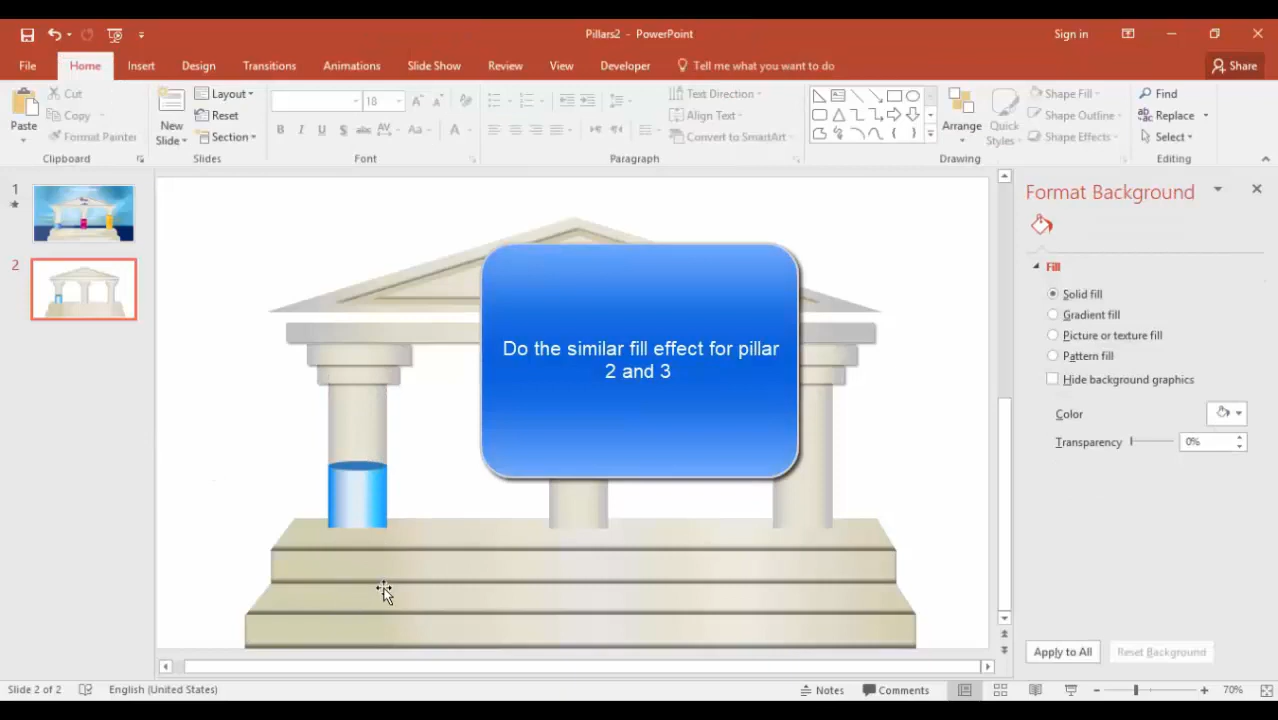 Pillars2 - PowerPoint
Sign in
File
Home
Insert
Design
Transitions
Animations
Slide Show
Review
View
Developer
Tell me what you want to do
Share
Paste
Cut
Copy
Format Painter
Clipboard
New
Slide
Layout
Reset
Section
Slides
18
B I U S abc AV Aa A
Font
Text Direction
Align Text
Convert to SmartArt
Paragraph
Arrange
Quick
Styles
Shape Fill
Shape Outline
Shape Effects
Drawing
Find
Replace
Select
Editing
1
2
Do the similar fill effect for pillar
2 and 3
Format Background
Fill
Solid fill
Gradient fill
Picture or texture fill
Pattern fill
Hide background graphics
Color
Transparency
0%
Apply to All
Reset Background
Slide 2 of 2
English (United States)
Notes
Comments
70%